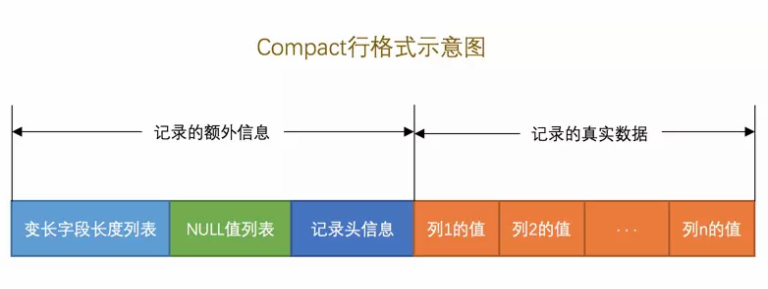 Compact行格式示意图
记录的额外信息
记录的真实数据
变长字段长度列表
NULL值列表
记录头信息
列1的值
列2的值
...
列n的值